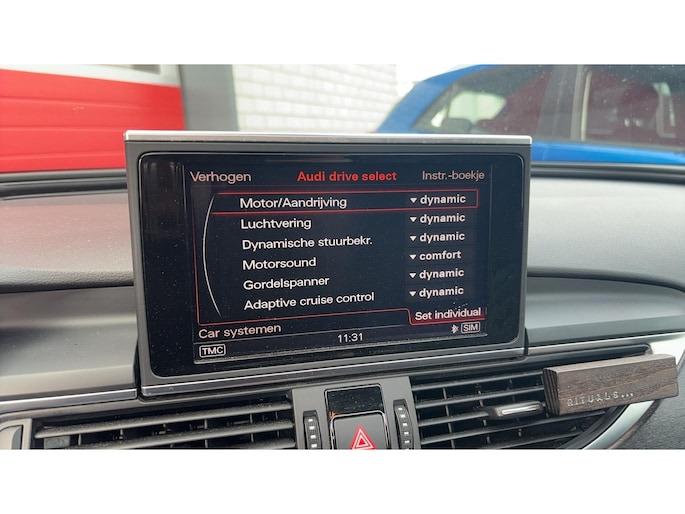 Verhogen Audi drive select Instr.-boekje
Motor/Aandrijving dynamic
Luchtvering dynamic
Dynamische stuurbekr. dynamic
Motorsound comfort
Gordelspanner dynamic
Adaptive cruise control dynamic
Set individual
Car systemen
TMC 11:31 SIM
RITUALS...